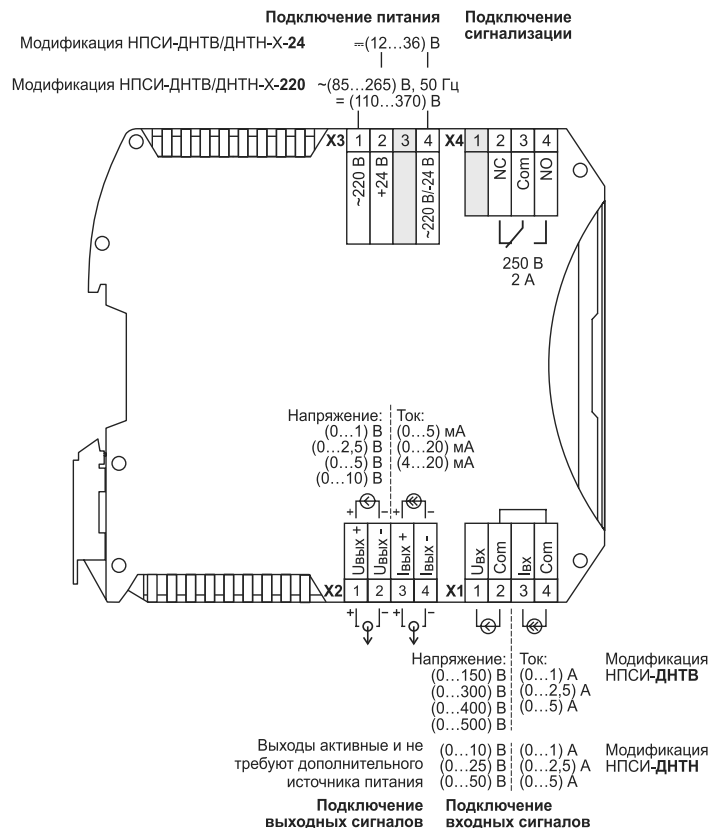 Подключение питания
Подключение сигнализации
Модификация НПСИ-ДНТВ/ДНТН-Х-24
⎓(12…36) В
Модификация НПСИ-ДНТВ/ДНТН-Х-220
~(85…265) В, 50 Гц
= (110…370) В
X3 1 2 3 4
X4 1 2 3 4
~220 В
+24 В
~220 В/-24 В
NC
Com
NO
250 В
2 А
Напряжение:
Ток:
(0…1) В
(0…5) мА
(0…2,5) В
(0…20) мА
(0…5) В
(4…20) мА
(0…10) В
+ – + –
Uвых +
Uвых -
Iвых +
Iвых -
Uвх
Com
Iвх
Com
X2 1 2 3 4
X1 1 2 3 4
+ – + –
Напряжение:
Ток:
Модификация
(0…150) В
(0…1) А
НПСИ-ДНТВ
(0…300) В
(0…2,5) А
(0…400) В
(0…5) А
(0…500) В
Выходы активные и не
требуют дополнительного
источника питания
(0…10) В
(0…1) А
Модификация
(0…25) В
(0…2,5) А
НПСИ-ДНТН
(0…50) В
(0…5) А
Подключение
выходных сигналов
Подключение
входных сигналов